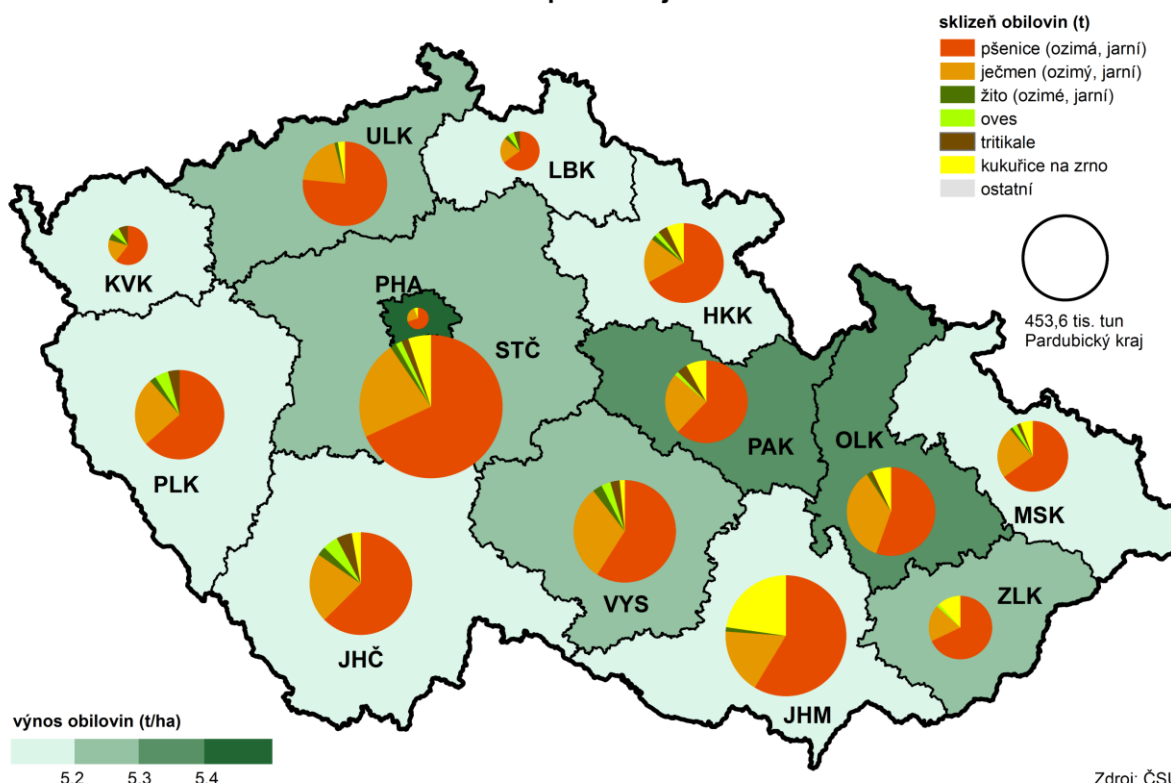 sklizeň obilovin (t)
pšenice (ozimá, jarní)
ječmen (ozimý, jarní)
žito (ozimé, jarní)
oves
tritikale
kukuřice na zrno
ostatní
453,6 tis. tun
Pardubický kraj
ULK
LBK
KVK
PHA
HKK
STČ
PAK
OLK
PLK
MSK
VYS
ZLK
JHČ
JHM
výnos obilovin (t/ha)
5.2 5.3 5.4
Zdroj: